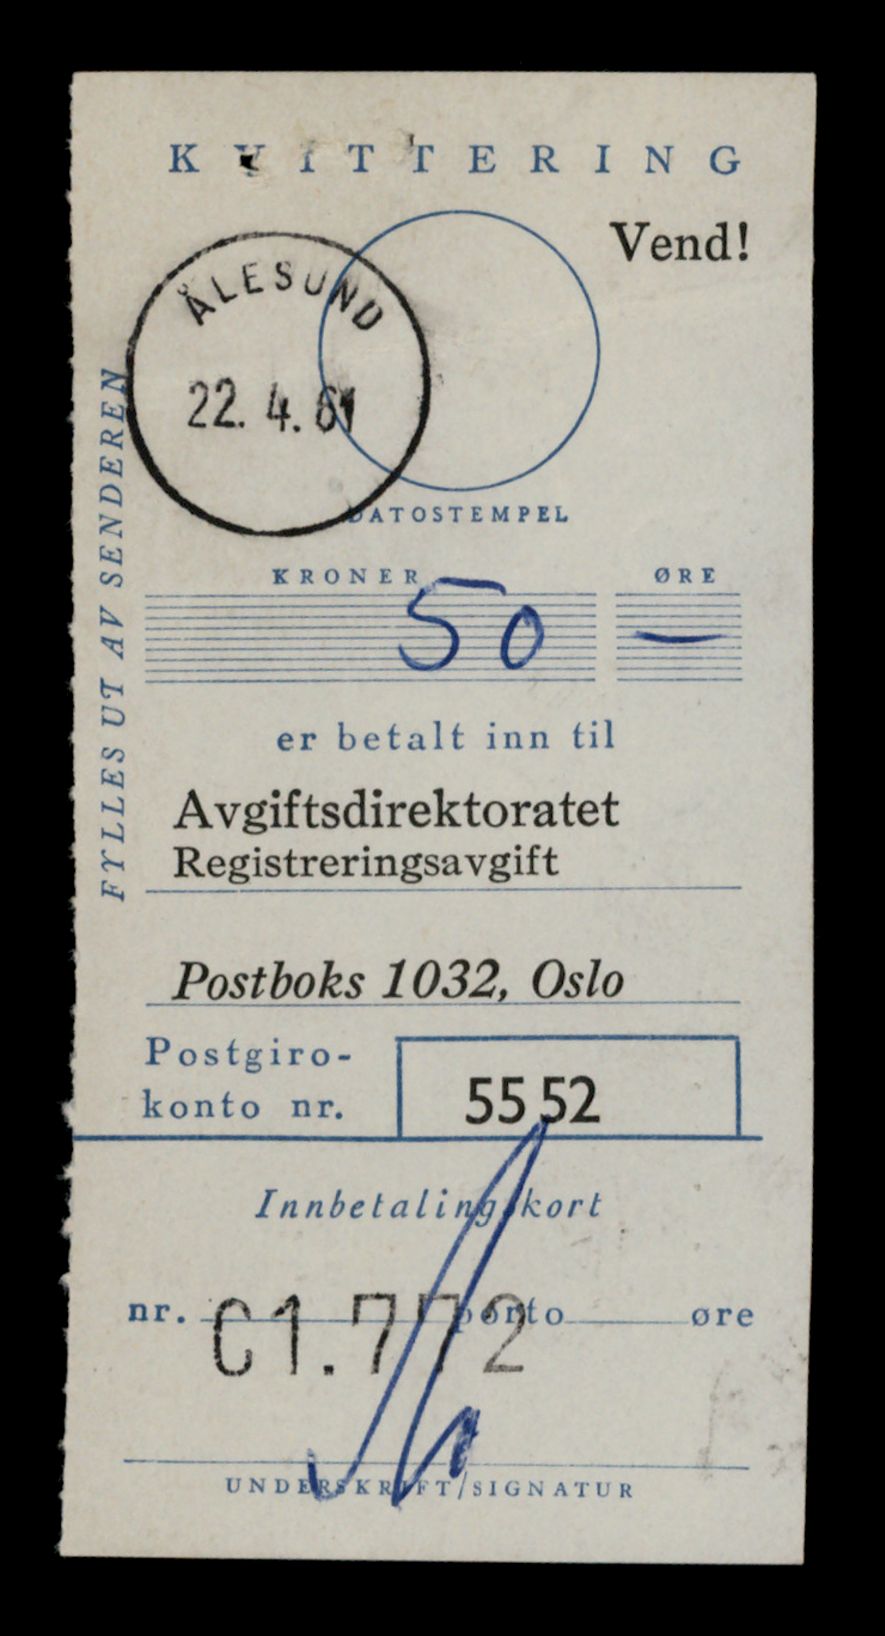 KVITTERING
Vend!
ÅLESUND
22. 4. 61
DATOSTEMPEL
FYLLES UT AV SENDEREN
KRONER ØRE
50 —
er betalt inn til
Avgiftsdirektoratet
Registreringsavgift
Postboks 1032, Oslo
Postgiro-
konto nr. 5552
Innbetalingskort
nr. C1.772 porto øre
UNDERSKRIFT/SIGNATUR